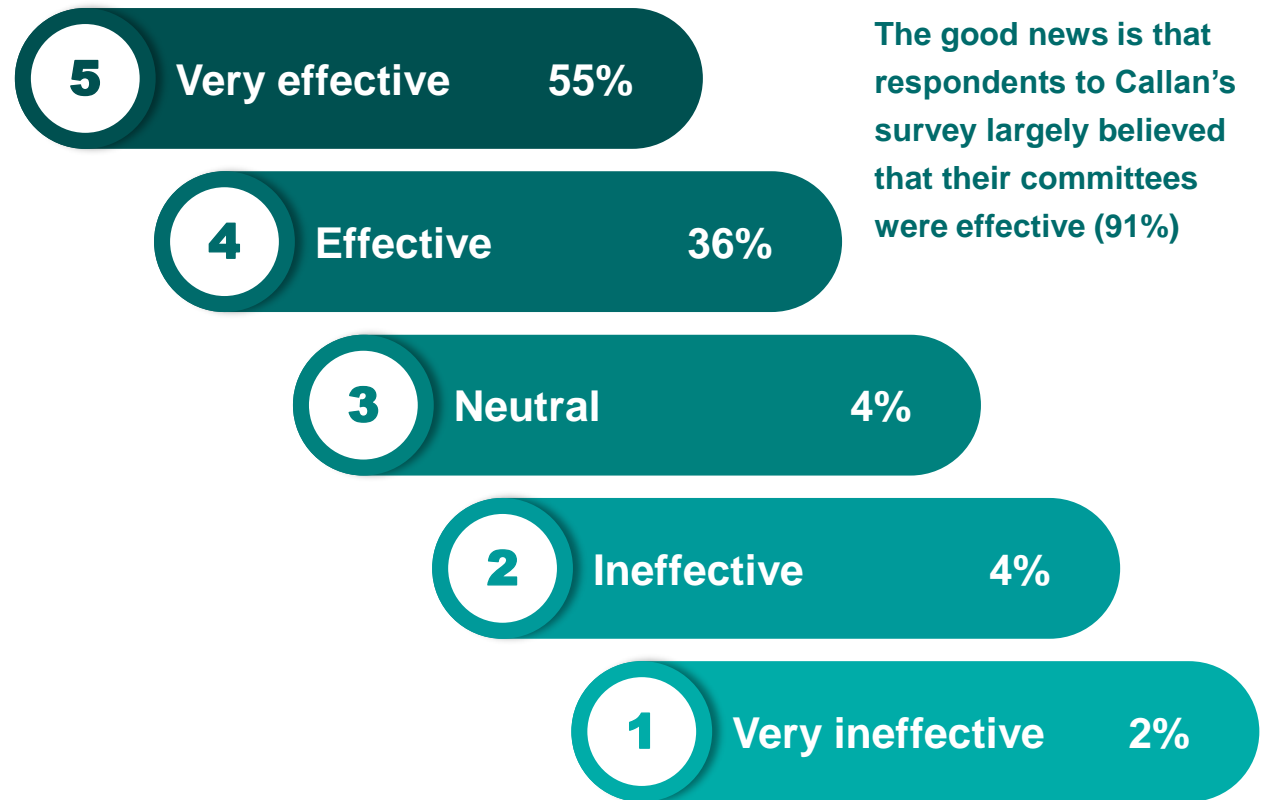 5 Very effective 55%
The good news is that
respondents to Callan’s
survey largely believed
that their committees
were effective (91%)
4 Effective 36%
3 Neutral 4%
2 Ineffective 4%
1 Very ineffective 2%